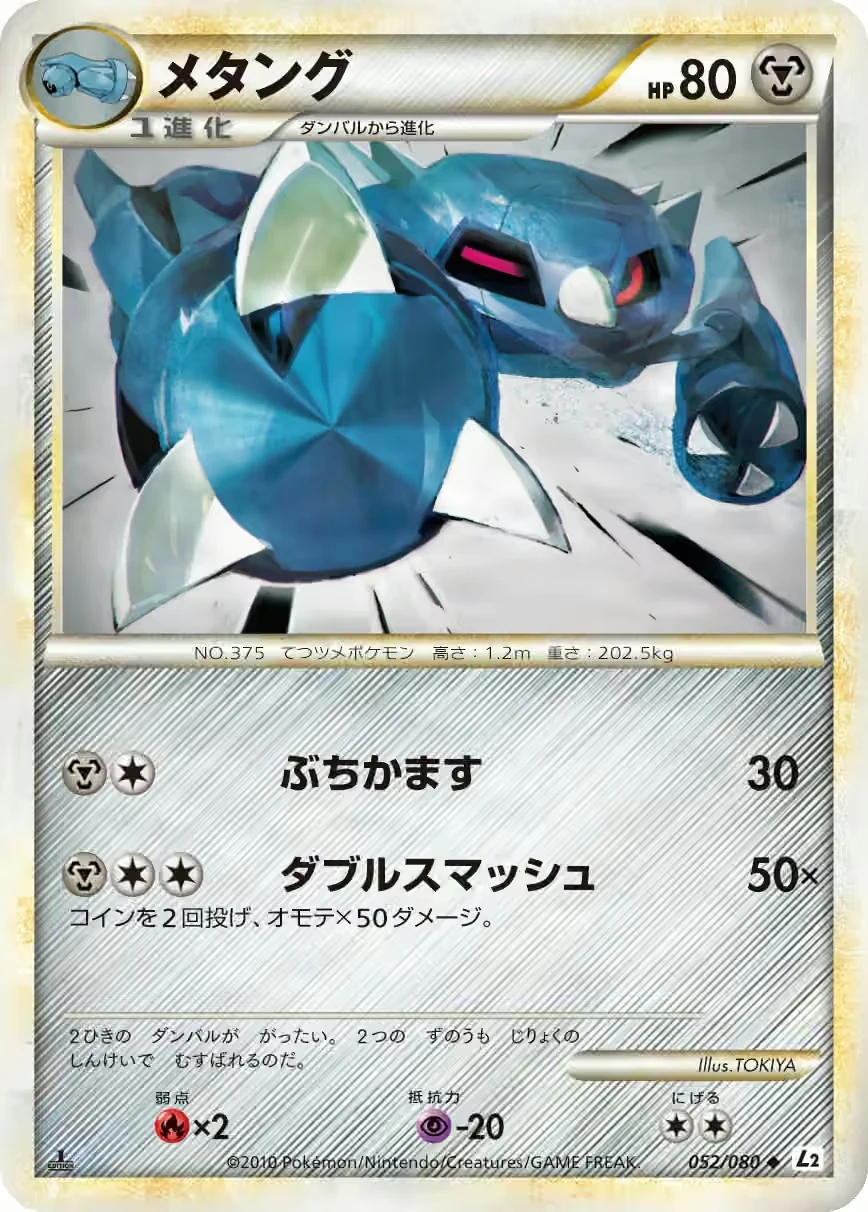 メタング
HP80
1進化
ダンバルから進化
NO.375 てつツメポケモン 高さ:1.2m 重さ:202.5kg
ぶちかます 30
ダブルスマッシュ 50×
コインを2回投げ、オモテ×50ダメージ。
2ひきの ダンバルが がったい。 2つの ずのうも じりょくの
しんけいで むすばれるのだ。
Illus.TOKIYA
弱点 抵抗力 にげる
×2 -20
1 EDITION
©2010 Pokémon/Nintendo/Creatures/GAME FREAK. 052/080 ◆ L2